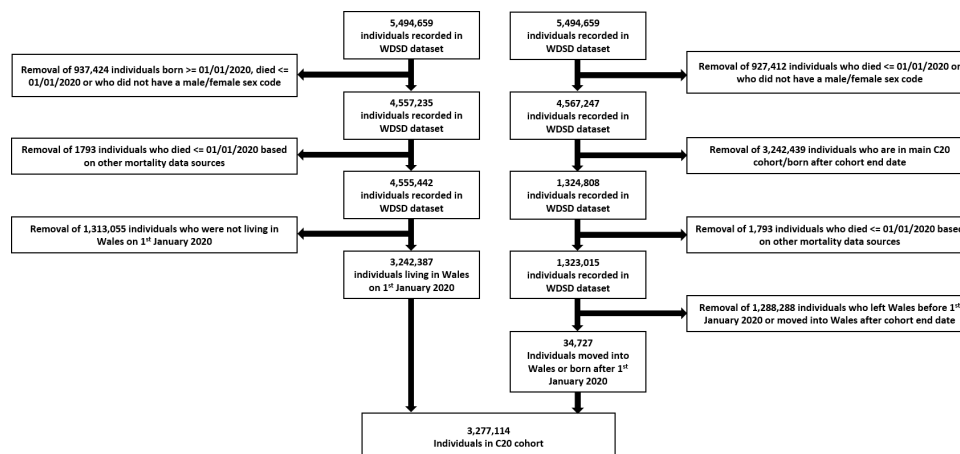 5,494,659
individuals recorded in
WDSD dataset
5,494,659
individuals recorded in
WDSD dataset
Removal of 937,424 individuals born >= 01/01/2020, died <=
01/01/2020 or who did not have a male/female sex code
Removal of 927,412 individuals who died <= 01/01/2020 or
who did not have a male/female sex code
4,557,235
individuals recorded in
WDSD dataset
4,567,247
individuals recorded in
WDSD dataset
Removal of 1793 individuals who died <= 01/01/2020 based
on other mortality data sources
Removal of 3,242,439 individuals who are in main C20
cohort/born after cohort end date
4,555,442
individuals recorded in
WDSD dataset
1,324,808
individuals recorded in
WDSD dataset
Removal of 1,313,055 individuals who were not living in
Wales on 1st January 2020
Removal of 1,793 individuals who died <= 01/01/2020 based
on other mortality data sources
3,242,387
individuals living in Wales
on 1st January 2020
1,323,015
individuals recorded in
WDSD dataset
Removal of 1,288,288 individuals who left Wales before 1st
January 2020 or moved into Wales after cohort end date
34,727
Individuals moved into
Wales or born after 1st
January 2020
3,277,114
Individuals in C20 cohort